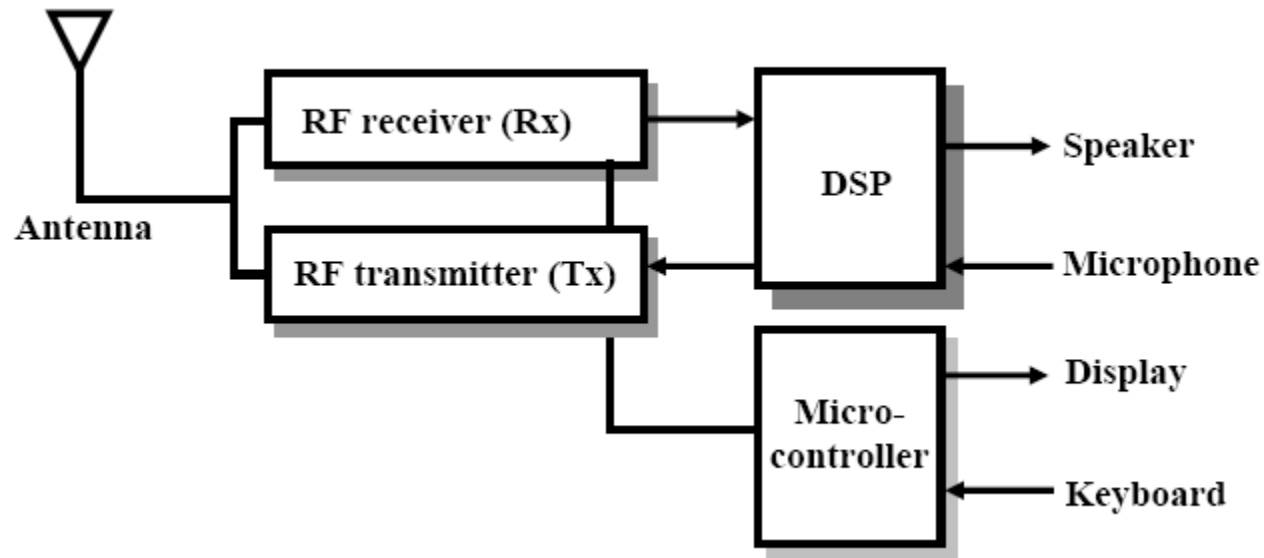 RF receiver (Rx)
Antenna
RF transmitter (Tx)
DSP
Speaker
Microphone
Micro-
controller
Display
Keyboard